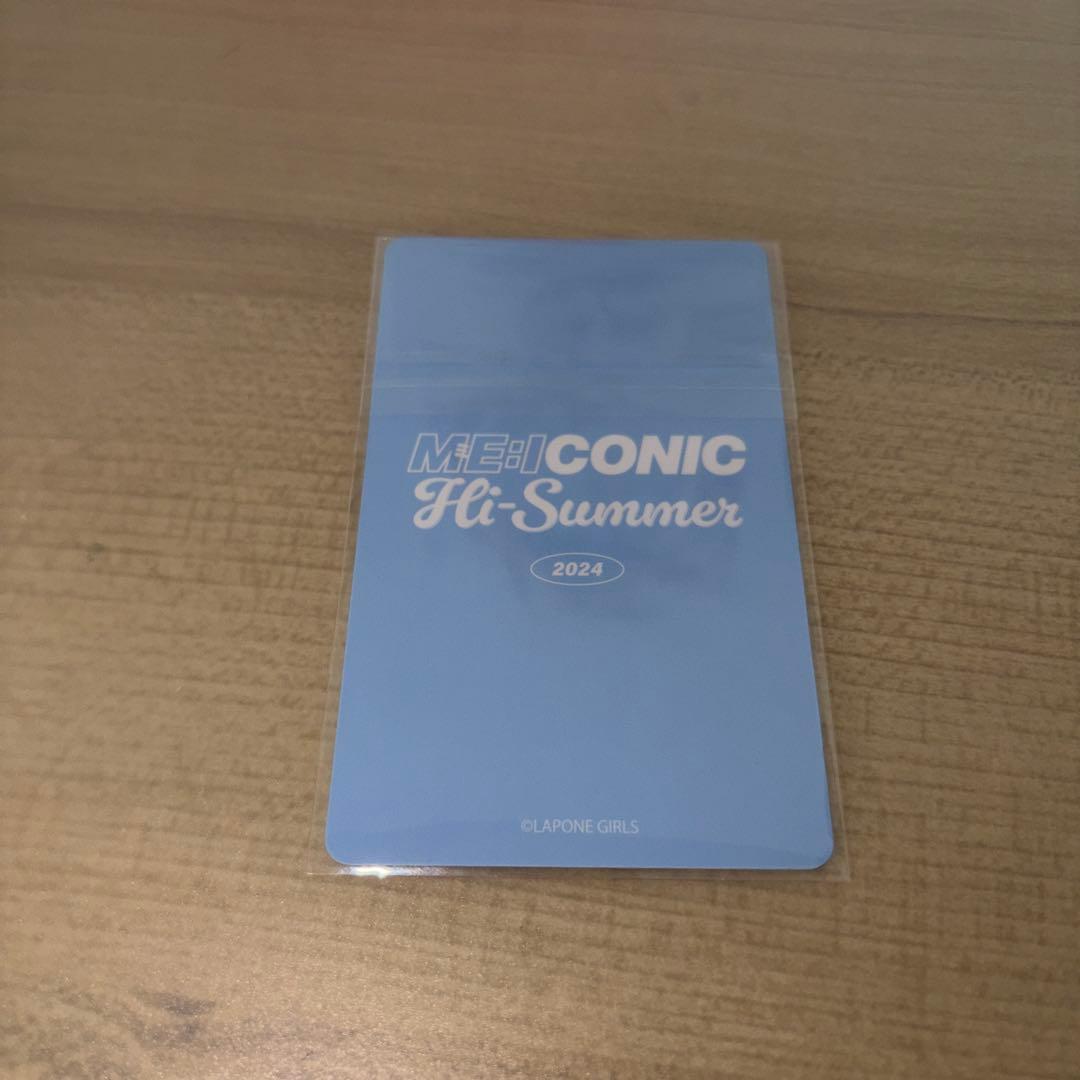 ME:ICONIC
Hi-Summer
2024
©LAPONE GIRLS